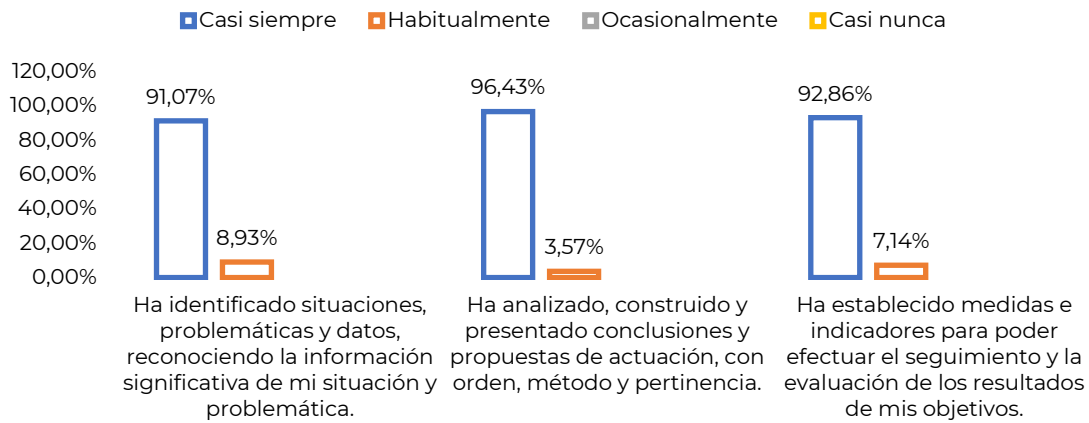 Casi siempre Habitualmente Ocasionalmente Casi nunca
120,00%
100,00%
80,00%
60,00%
40,00%
20,00%
0,00%
91,07%
8,93%
96,43%
3,57%
92,86%
7,14%
Ha identificado situaciones,
problemáticas y datos,
reconociendo la información
significativa de mi situación y
problemática.
Ha analizado, construido y
presentado conclusiones y
propuestas de actuación, con
orden, método y pertinencia.
Ha establecido medidas e
indicadores para poder
efectuar el seguimiento y la
evaluación de los resultados
de mis objetivos.